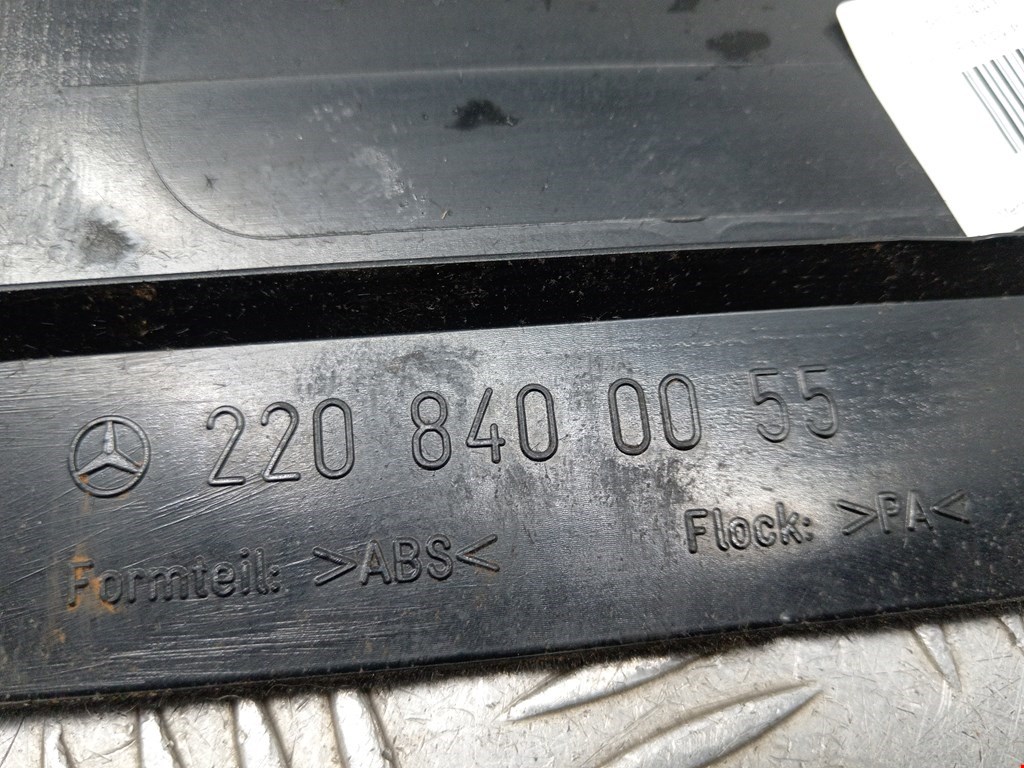 220 840 00 55
Formteil: >ABS<
Flock: >PA<